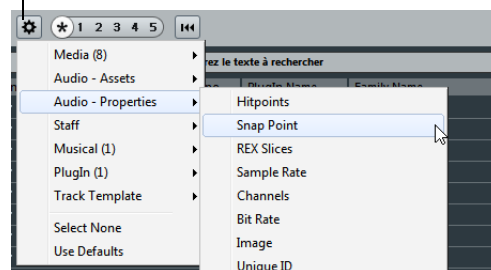 1 2 3 4 5
rez le texte à rechercher
PlugIn Name Family Name
Media (8)
Audio - Assets
Audio - Properties
Staff
Musical (1)
PlugIn (1)
Track Template
Select None
Use Defaults
Hitpoints
Snap Point
REX Slices
Sample Rate
Channels
Bit Rate
Image
Unique ID